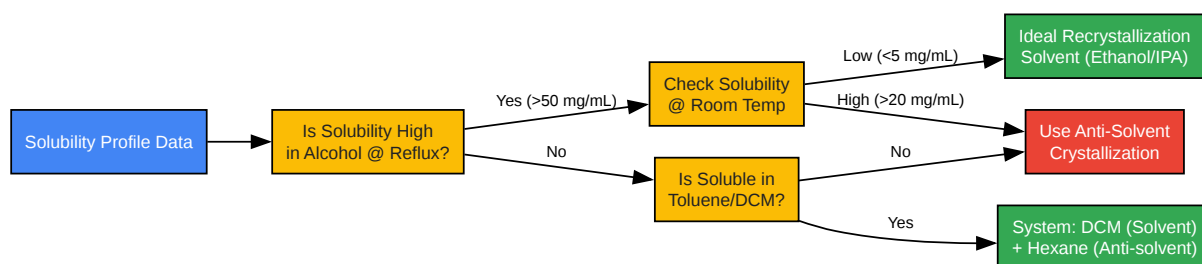 Solubility Profile Data
Is Solubility High
in Alcohol @ Reflux?
Yes (>50 mg/mL)
No
Check Solubility
@ Room Temp
Is Soluble in
Toluene/DCM?
Low (<5 mg/mL)
High (>20 mg/mL)
No
Yes
Ideal Recrystallization
Solvent (Ethanol/IPA)
Use Anti-Solvent
Crystallization
System: DCM (Solvent)
+ Hexane (Anti-solvent)